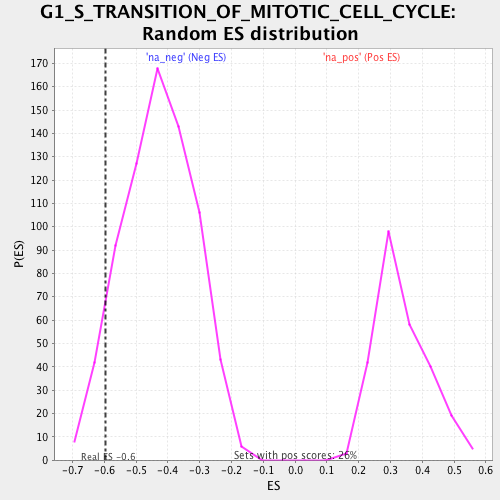 G1_S_TRANSITION_OF_MITOTIC_CELL_CYCLE:
Random ES distribution
'na_neg' (Neg ES)
'na_pos' (Pos ES)
170
160
150
140
130
120
110
100
90
80
70
60
50
40
30
20
10
0
P(ES)
Real ES -0.6
Sets with pos scores: 26%
-0.7 -0.6 -0.5 -0.4 -0.3 -0.2 -0.1 0.0 0.1 0.2 0.3 0.4 0.5 0.6
ES